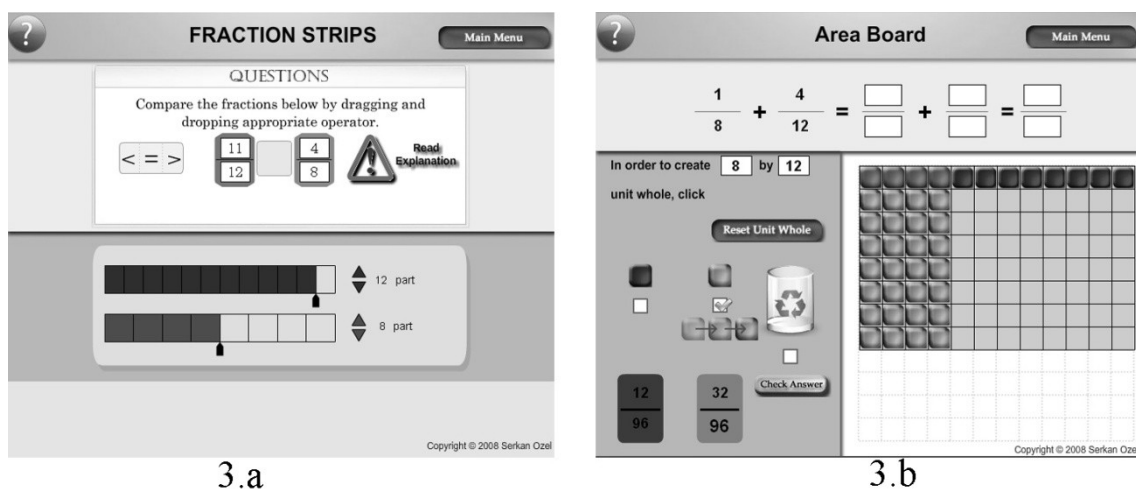 ?
FRACTION STRIPS
Main Menu
QUESTIONS
Compare the fractions below by dragging and
dropping appropriate operator.
< = >
11
12
4
8
!
Read
Explanation
12 part
8 part
Copyright © 2008 Serkan Ozel
3.a
?
Area Board
Main Menu
1 4
+ = + =
8 12
In order to create 8 by 12
unit whole, click
Reset Unit Whole
Check Answer
12 32
96 96
Copyright © 2008 Serkan Oze
3.b